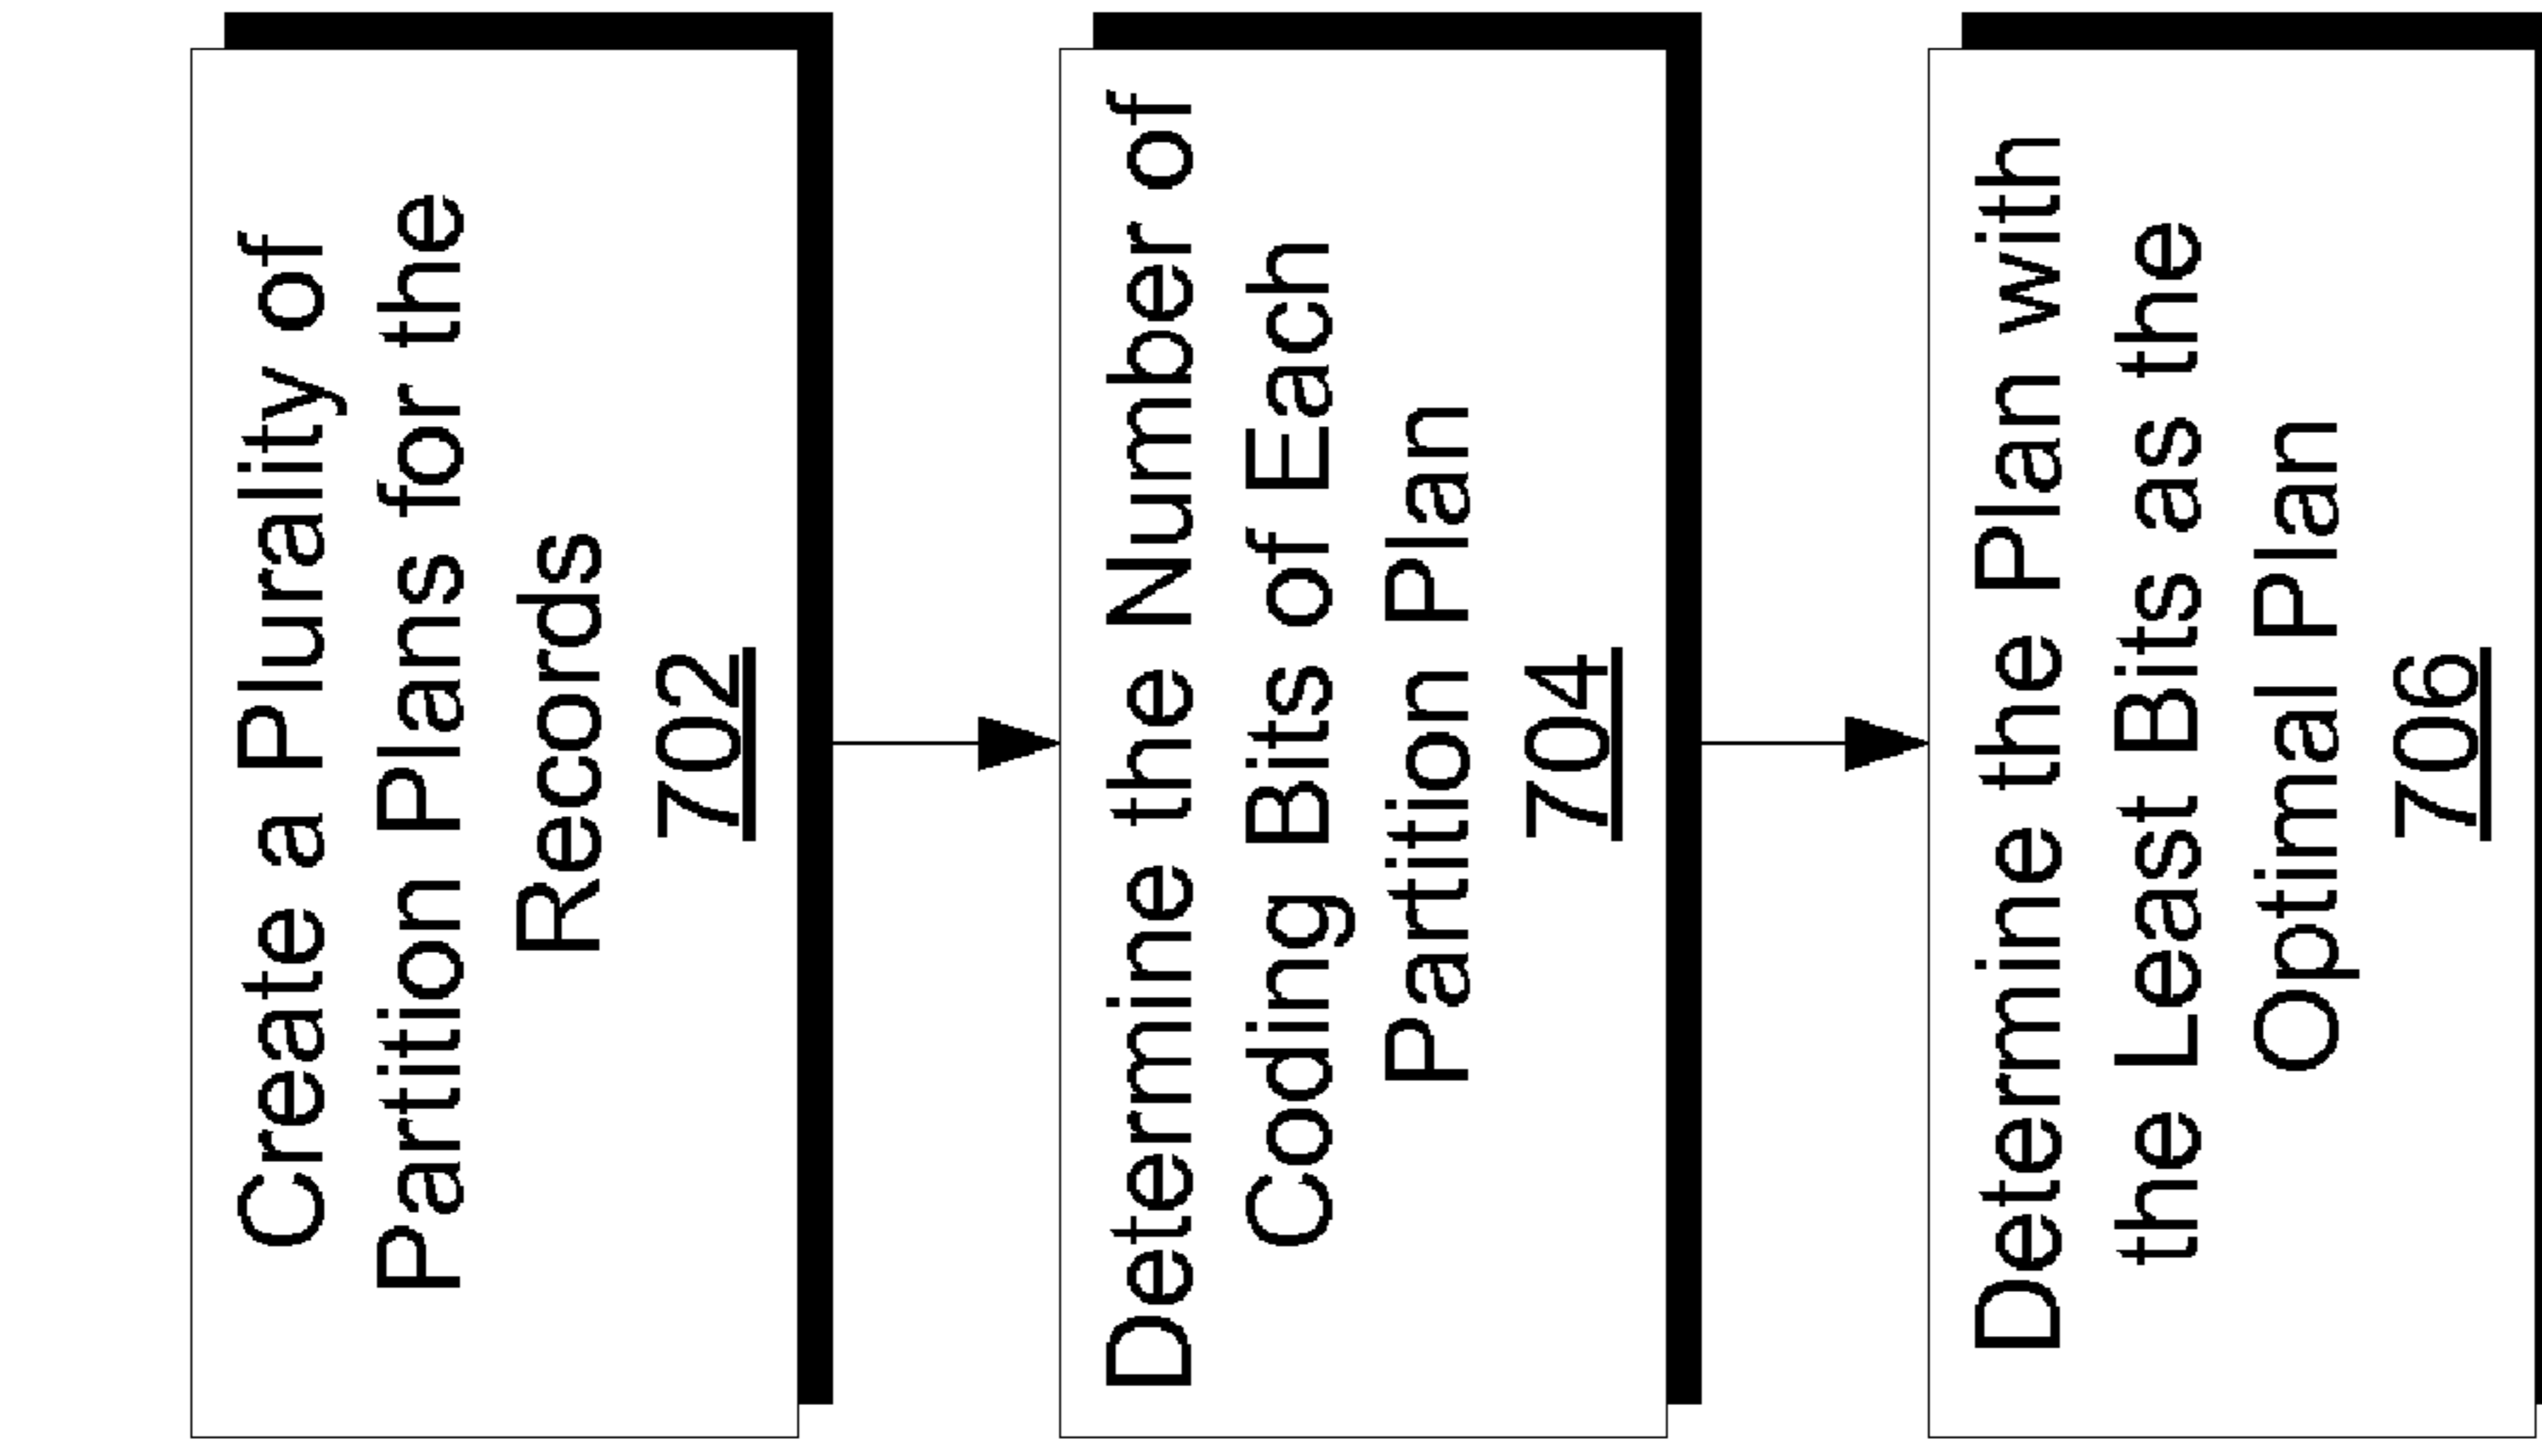 Create a Plurality of
Partition Plans for the
Records
702
Determine the Number of
Coding Bits of Each
Partition Plan
704
Determine the Plan with
the Least Bits as the
Optimal Plan
706